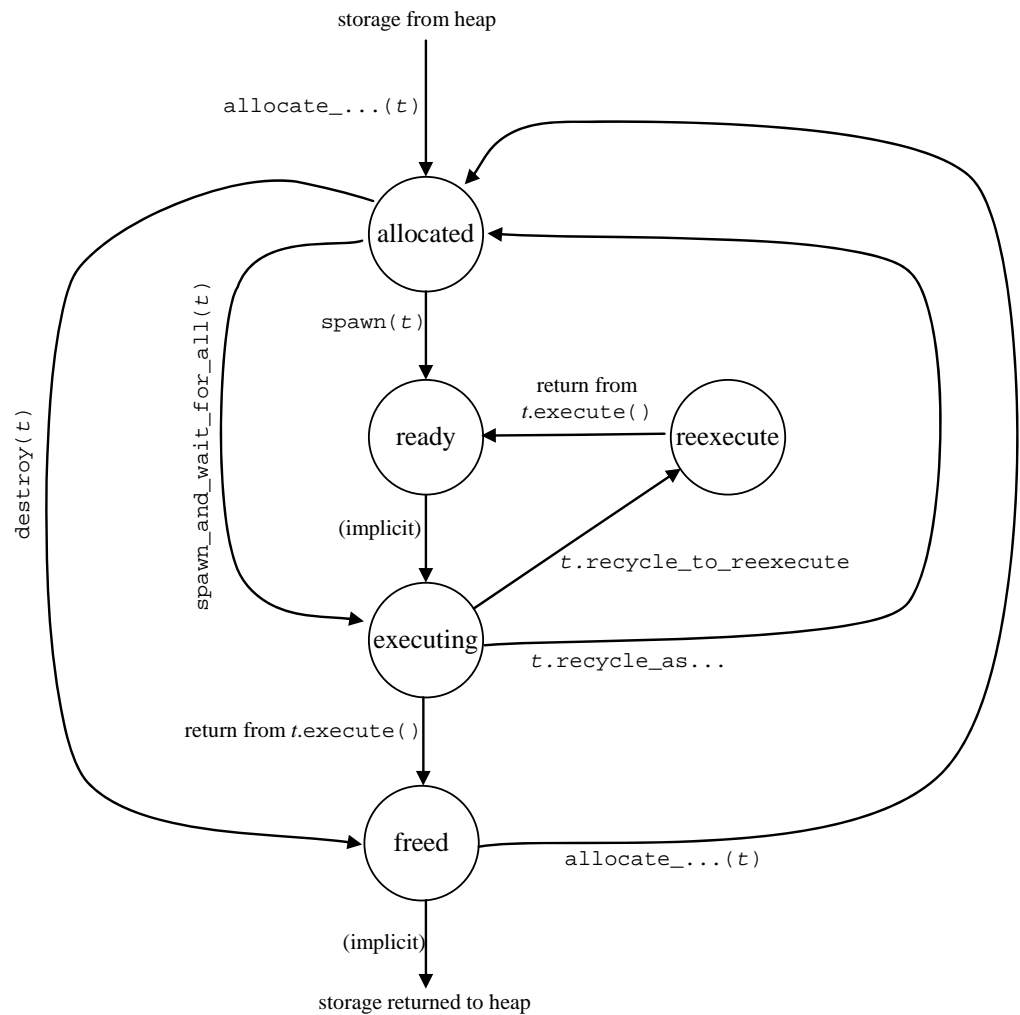 storage from heap
allocate_...(t)
allocated
spawn(t)
spawn_and_wait_for_all(t)
destroy(t)
return from
t.execute()
ready
reexecute
(implicit)
t.recycle_to_reexecute
executing
t.recycle_as...
return from t.execute()
freed
allocate_...(t)
(implicit)
storage returned to heap